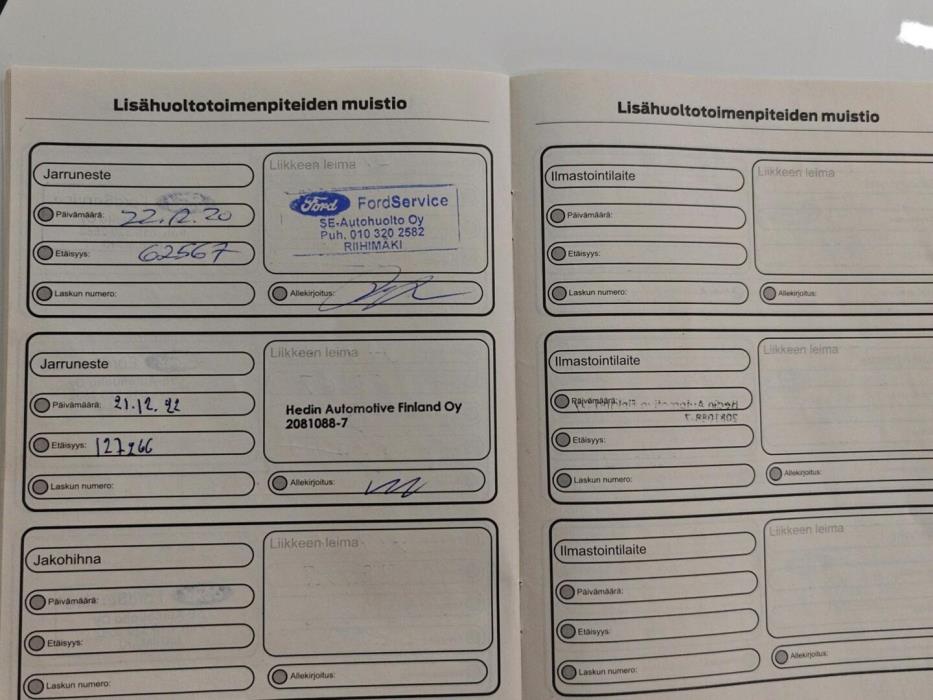 Lisähuoltotoimenpiteiden muistio
Jarruneste
Päivämäärä: 22.12.20
Etäisyys: 62567
Laskun numero:
Liikkeen leima
Ford FordService
SE-Autohuolto Oy
Puh. 010 320 2582
RIIHIMÄKI
Allekirjoitus:
Jarruneste
Päivämäärä: 21.12.22
Etäisyys: 127266
Laskun numero:
Liikkeen leima
Hedin Automotive Finland Oy
2081088-7
Allekirjoitus:
Jakohihna
Päivämäärä:
Etäisyys:
Laskun numero:
Liikkeen leima
Allekirjoitus:
Lisähuoltotoimenpiteiden muistio
Ilmastointilaite
Päivämäärä:
Etäisyys:
Laskun numero:
Liikkeen leima
Allekirjoitus:
Ilmastointilaite
Päivämäärä:
Etäisyys:
Laskun numero:
Liikkeen leima
Allekirjoitus:
Ilmastointilaite
Päivämäärä:
Etäisyys:
Laskun numero:
Liikkeen leima
Allekirjoitus: